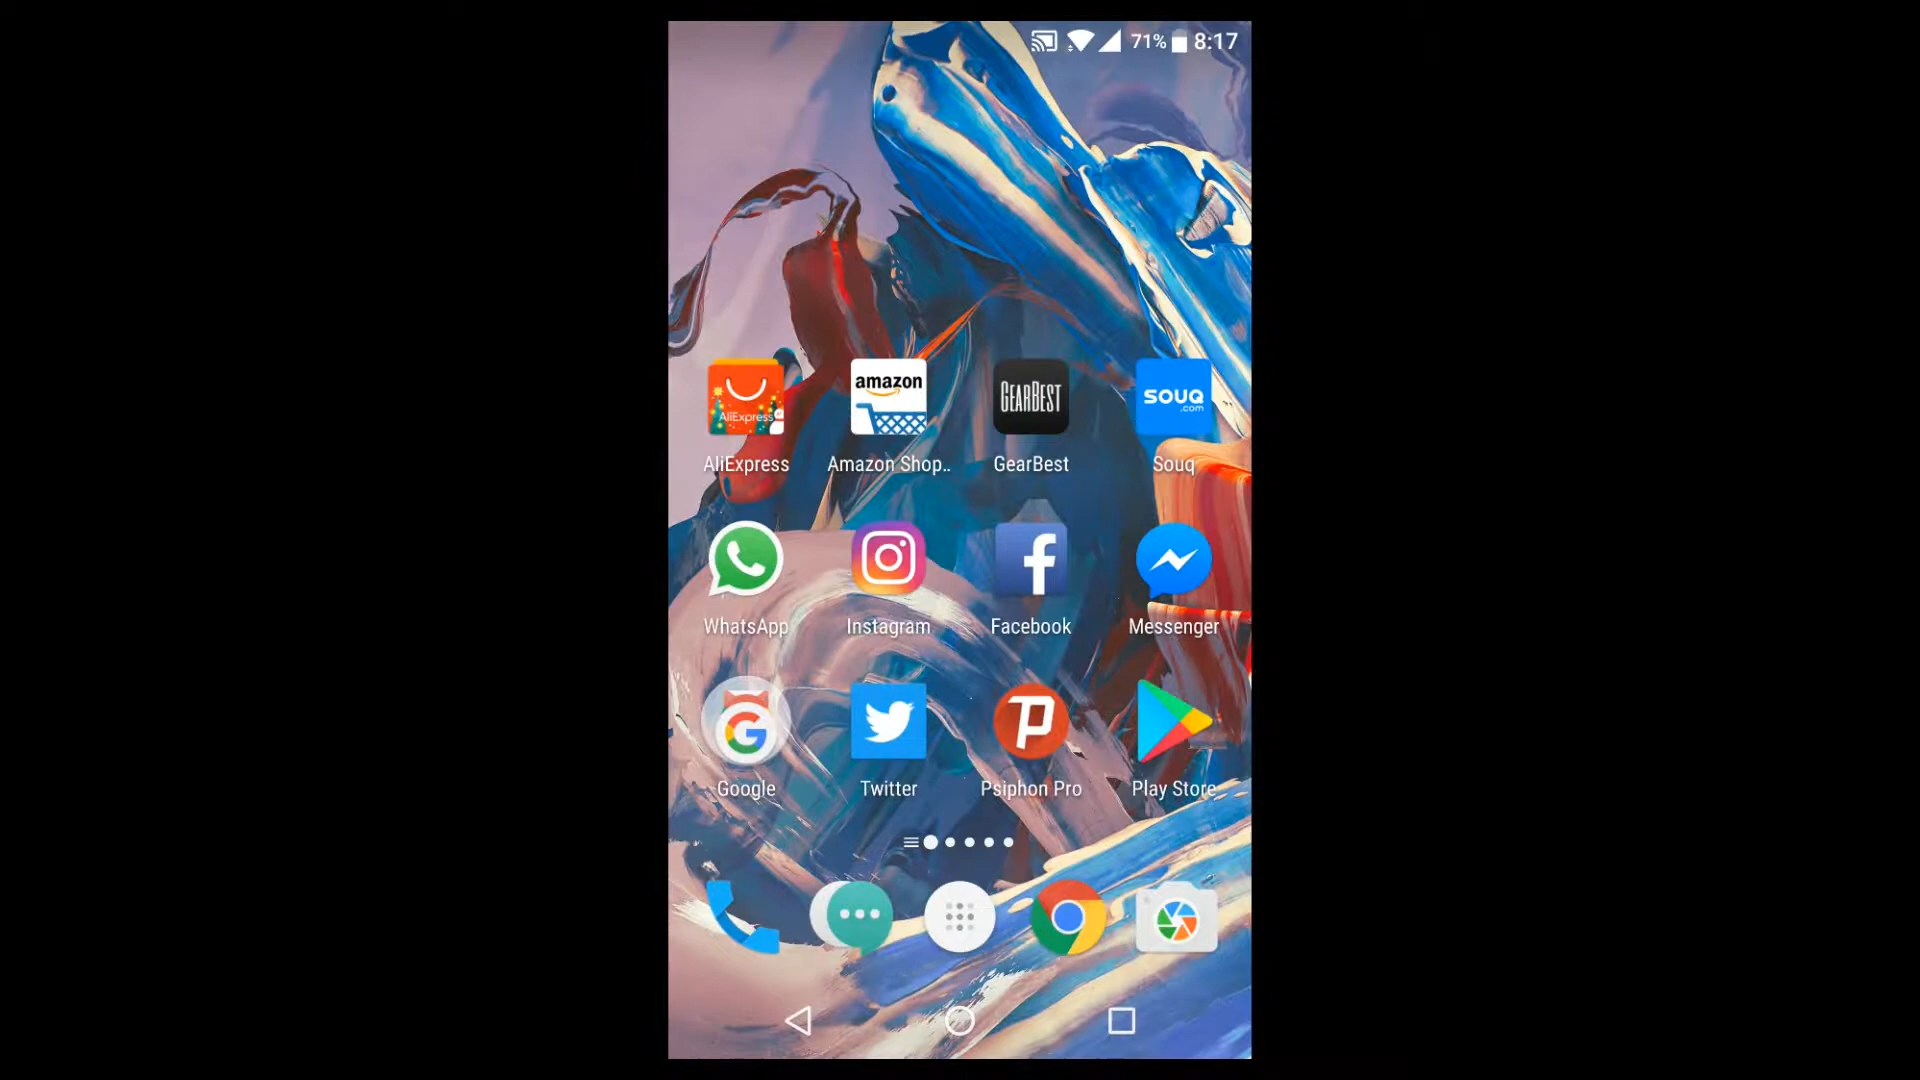 71% 8:17
AliExpress amazon GEARBEST SOUQ .com
AliExpress Amazon Shop.. GearBest Souq
WhatsApp Instagram Facebook Messenger
Google Twitter Psiphon Pro Play Store